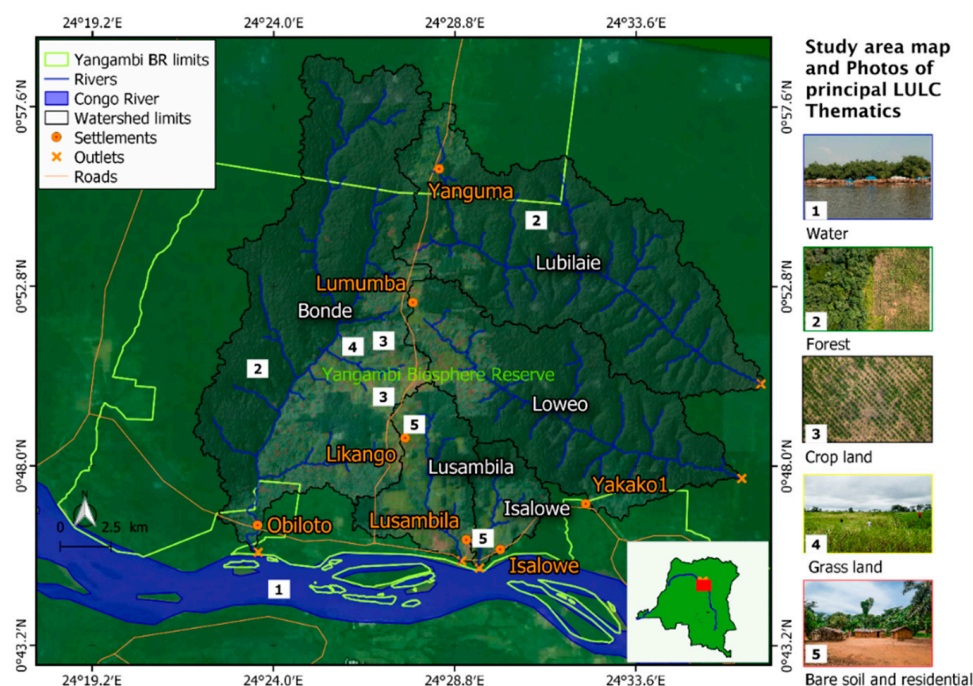 24°19.2′E 24°24.0′E 24°28.8′E 24°33.6′E
Yangambi BR limits
Rivers
Congo River
Watershed limits
Settlements
Outlets
Roads
Study area map
and Photos of
principal LULC
Thematics
0°57.6′N
0°57.6′N
Yanguma
2
Lubilaie
1
Water
0°52.8′N
0°52.8′N
Lumumba
Bonde
4
3
2
Yangambi Biosphere Reserve
3
Loweo
2
Forest
5
Likango
Lusambila
3
Crop land
0°48.0′N
0°48.0′N
Yakako1
Isalowe
N
0 2.5 km
Obiloto
Lusambila
5
Isalowe
4
Grass land
1
0°43.2′N
0°43.2′N
5
Bare soil and residential
24°19.2′E 24°24.0′E 24°28.8′E 24°33.6′E